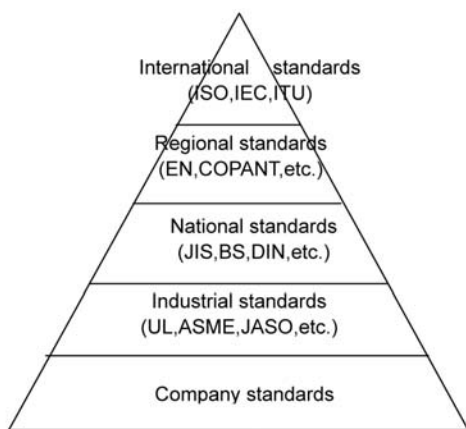 International standards
(ISO,IEC,ITU)
Regional standards
(EN,COPANT,etc.)
National standards
(JIS,BS,DIN,etc.)
Industrial standards
(UL,ASME,JASO,etc.)
Company standards